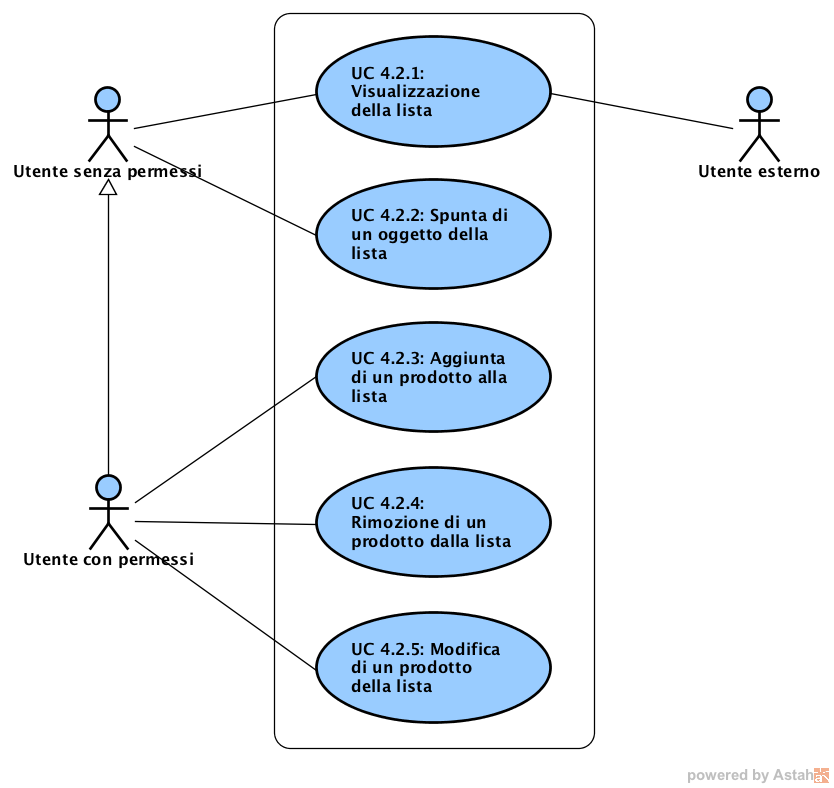 UC 4.2.1:
Visualizzazione
della lista
Utente senza permessi
Utente esterno
UC 4.2.2: Spunta di
un oggetto della
lista
UC 4.2.3: Aggiunta
di un prodotto alla
lista
UC 4.2.4:
Rimozione di un
prodotto dalla lista
Utente con permessi
UC 4.2.5: Modifica
di un prodotto
della lista
powered by Astah